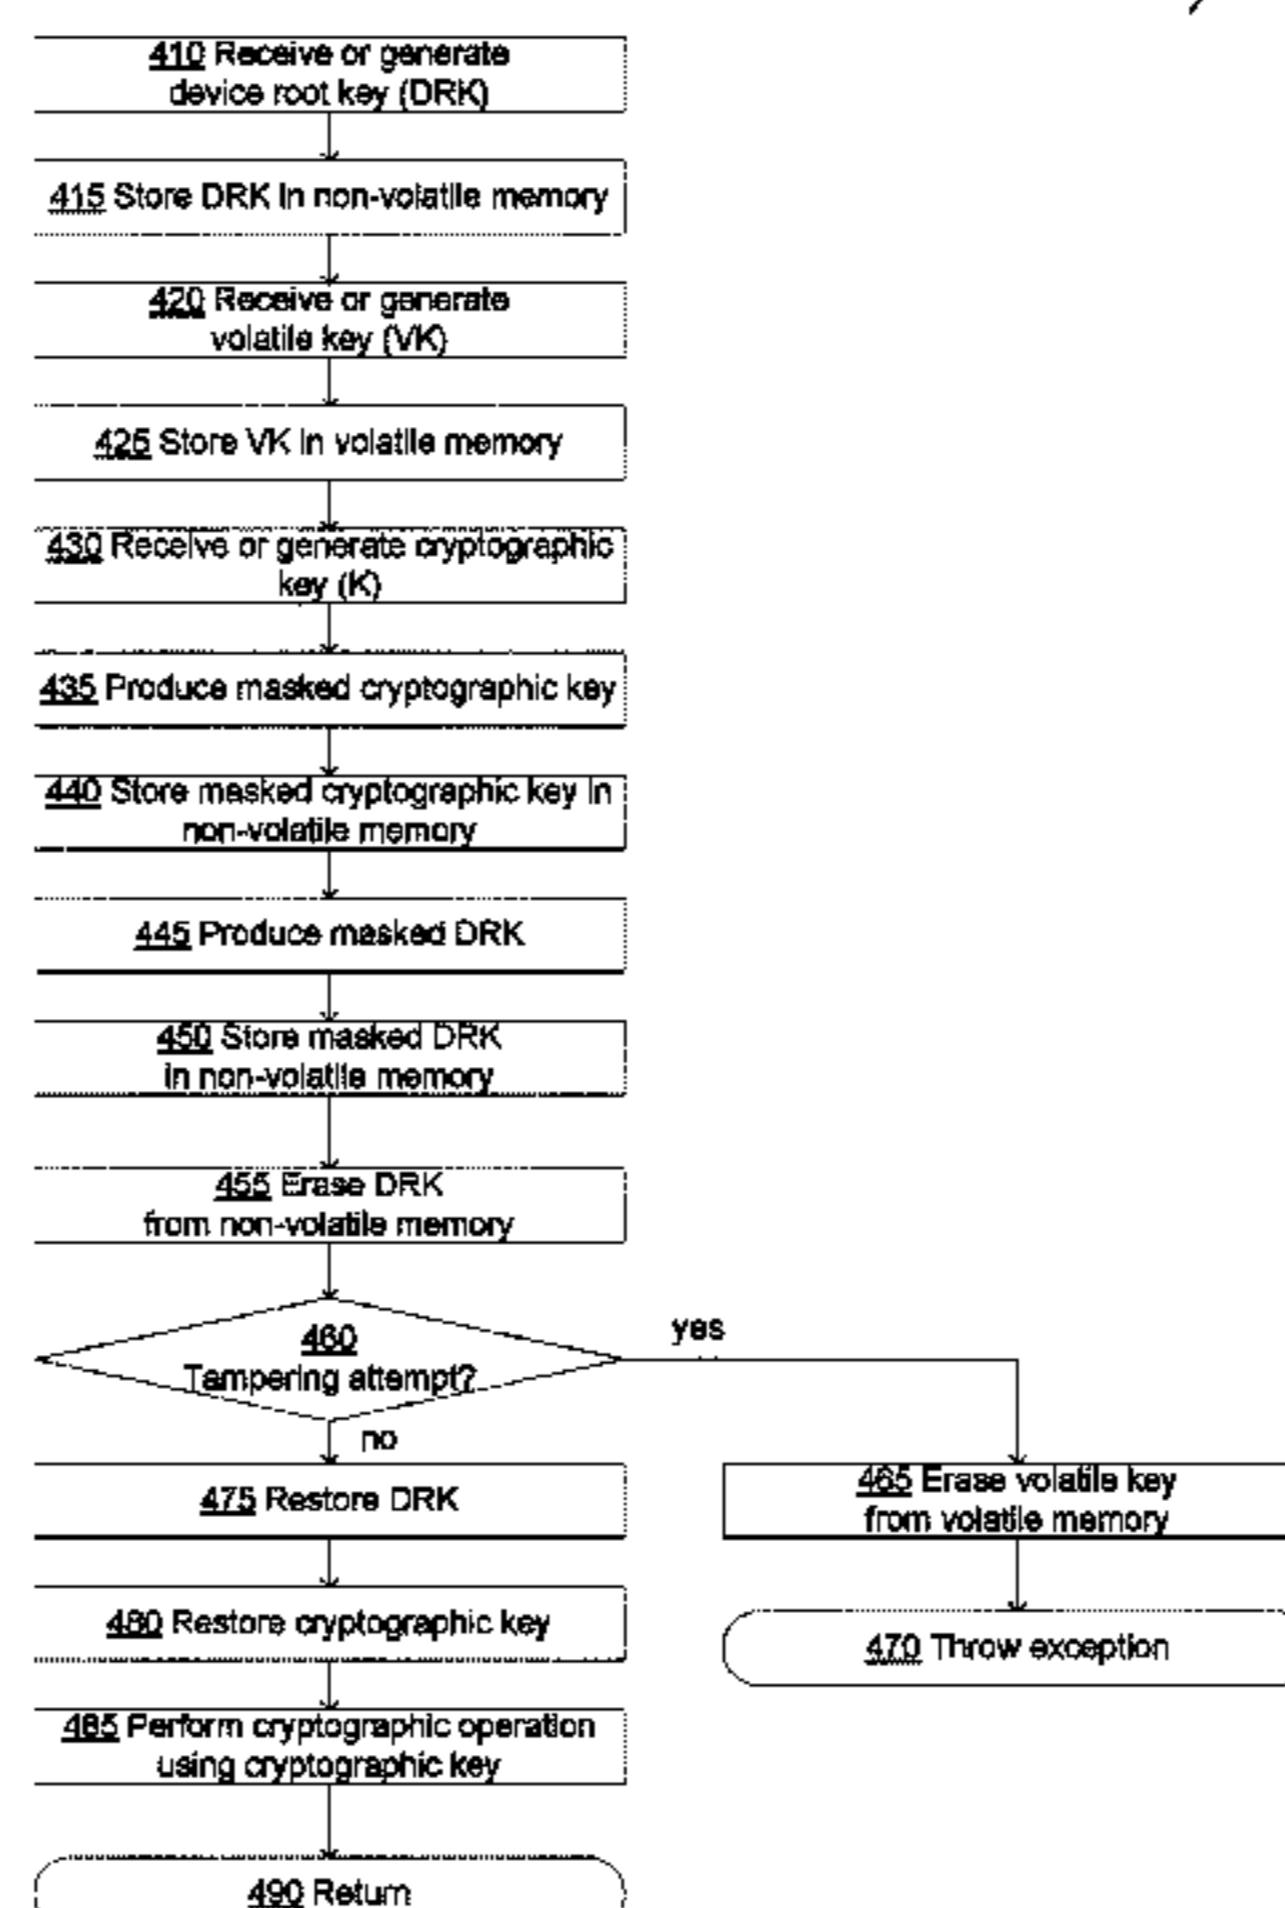 410 Receive or generate
device root key (DRK)
415 Store DRK in non-volatile memory
420 Receive or generate
volatile key (VK)
425 Store VK in volatile memory
430 Receive or generate cryptographic
key (K)
435 Produce masked cryptographic key
440 Store masked cryptographic key in
non-volatile memory
445 Produce masked DRK
450 Store masked DRK
in non-volatile memory
455 Erase DRK
from non-volatile memory
460
Tampering attempt?
yes
no
475 Restore DRK
465 Erase volatile key
from volatile memory
480 Restore cryptographic key
470 Throw exception
485 Perform cryptographic operation
using cryptographic key
490 Return